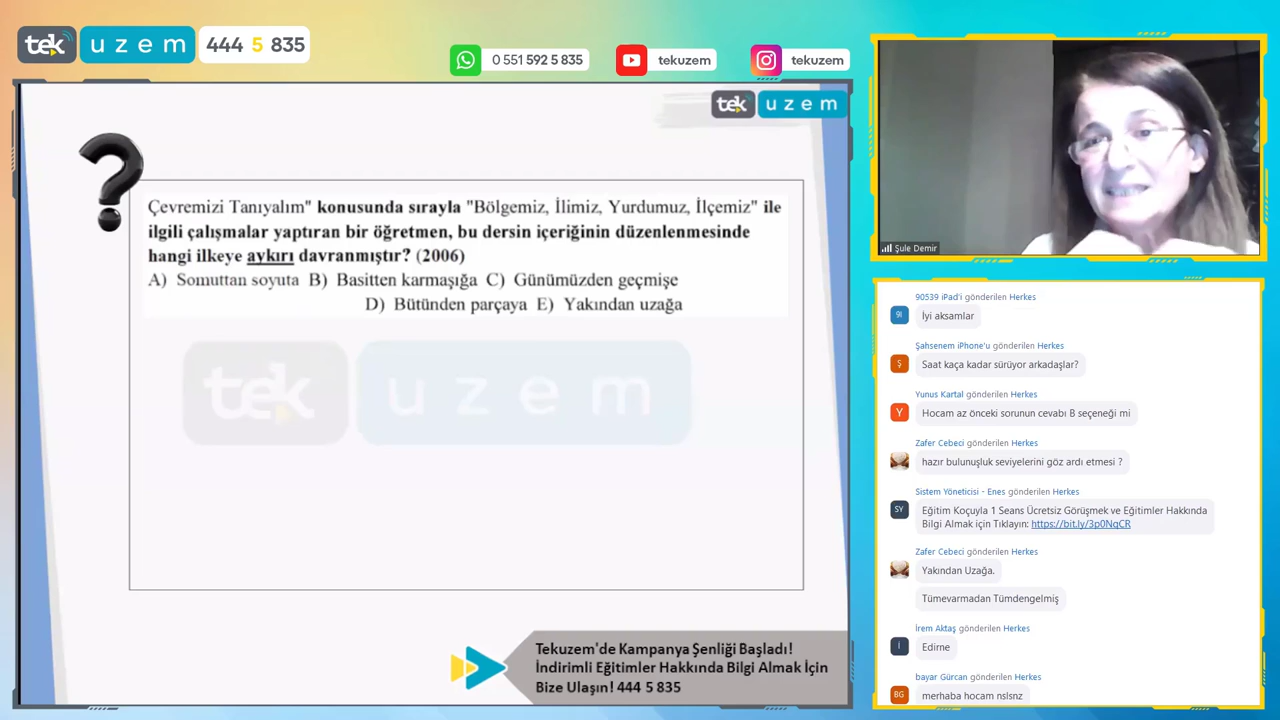 tek uzem 444 5 835
0 551 592 5 835
tekuzem
tekuzem
tek uzem
?
Çevremizi Tanıyalım" konusunda sırayla "Bölgemiz, İlimiz, Yurdumuz, İlçemiz" ile
ilgili çalışmalar yaptıran bir öğretmen, bu dersin içeriğinin düzenlenmesinde
hangi ilkeye aykırı davranmıştır? (2006)
A) Somuttan soyuta B) Basitten karmaşığa C) Günümüzden geçmişe
D) Bütünden parçaya E) Yakından uzağa
tek uzem
Tekuzem'de Kampanya Şenliği Başladı!
İndirimli Eğitimler Hakkında Bilgi Almak İçin
Bize Ulaşın! 444 5 835
Şule Demir
90539 iPad'i gönderilen Herkes
9İ
İyi aksamlar
Şahsenem iPhone'u gönderilen Herkes
Ş
Saat kaça kadar sürüyor arkadaşlar?
Yunus Kartal gönderilen Herkes
Y
Hocam az önceki sorunun cevabı B seçeneği mi
Zafer Cebeci gönderilen Herkes
hazır bulunuşluk seviyelerini göz ardı etmesi ?
Sistem Yöneticisi - Enes gönderilen Herkes
SY
Eğitim Koçuyla 1 Seans Ücretsiz Görüşmek ve Eğitimler Hakkında
Bilgi Almak için Tıklayın: https://bit.ly/3p0NqCR
Zafer Cebeci gönderilen Herkes
Yakından Uzağa.
Tümevarmadan Tümdengelmiş
İrem Aktaş gönderilen Herkes
İ
Edirne
bayar Gürcan gönderilen Herkes
BG
merhaba hocam nslsnz